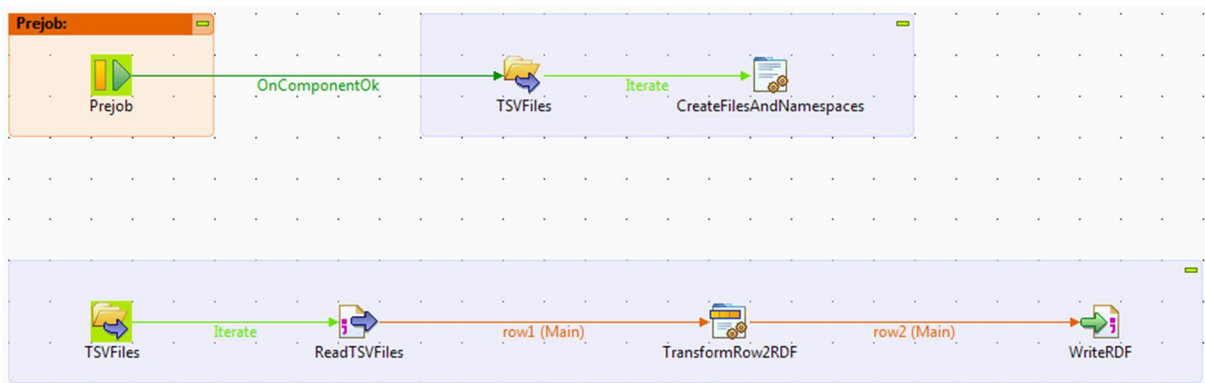 Prejob:
OnComponentOk
Iterate
Prejob
TSVFiles
CreateFilesAndNamespaces
Iterate
row1 (Main)
row2 (Main)
TSVFiles
ReadTSVFiles
TransformRow2RDF
WriteRDF